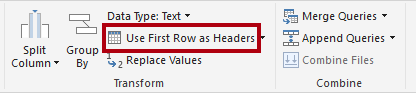 Data Type: Text
Use First Row as Headers
Replace Values
Split
Column
Group
By
Transform
Merge Queries
Append Queries
Combine Files
Combine